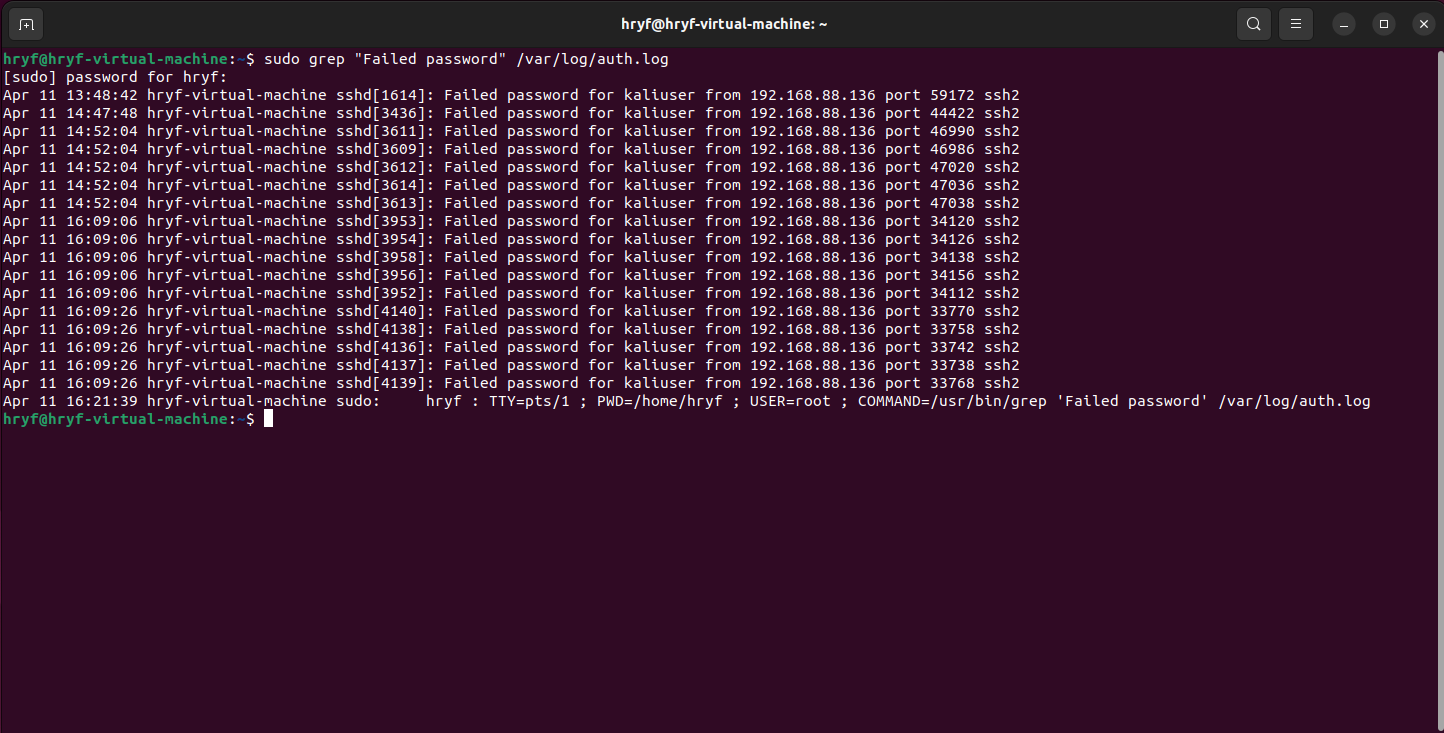 hryf@hryf-virtual-machine: ~
hryf@hryf-virtual-machine:~$ sudo grep "Failed password" /var/log/auth.log
[sudo] password for hryf:
Apr 11 13:48:42 hryf-virtual-machine sshd[1614]: Failed password for kaliuser from 192.168.88.136 port 59172 ssh2
Apr 11 14:47:48 hryf-virtual-machine sshd[3436]: Failed password for kaliuser from 192.168.88.136 port 44422 ssh2
Apr 11 14:52:04 hryf-virtual-machine sshd[3611]: Failed password for kaliuser from 192.168.88.136 port 46990 ssh2
Apr 11 14:52:04 hryf-virtual-machine sshd[3609]: Failed password for kaliuser from 192.168.88.136 port 46986 ssh2
Apr 11 14:52:04 hryf-virtual-machine sshd[3612]: Failed password for kaliuser from 192.168.88.136 port 47020 ssh2
Apr 11 14:52:04 hryf-virtual-machine sshd[3614]: Failed password for kaliuser from 192.168.88.136 port 47036 ssh2
Apr 11 14:52:04 hryf-virtual-machine sshd[3613]: Failed password for kaliuser from 192.168.88.136 port 47038 ssh2
Apr 11 16:09:06 hryf-virtual-machine sshd[3953]: Failed password for kaliuser from 192.168.88.136 port 34120 ssh2
Apr 11 16:09:06 hryf-virtual-machine sshd[3954]: Failed password for kaliuser from 192.168.88.136 port 34126 ssh2
Apr 11 16:09:06 hryf-virtual-machine sshd[3958]: Failed password for kaliuser from 192.168.88.136 port 34138 ssh2
Apr 11 16:09:06 hryf-virtual-machine sshd[3956]: Failed password for kaliuser from 192.168.88.136 port 34156 ssh2
Apr 11 16:09:06 hryf-virtual-machine sshd[3952]: Failed password for kaliuser from 192.168.88.136 port 34112 ssh2
Apr 11 16:09:26 hryf-virtual-machine sshd[4140]: Failed password for kaliuser from 192.168.88.136 port 33770 ssh2
Apr 11 16:09:26 hryf-virtual-machine sshd[4138]: Failed password for kaliuser from 192.168.88.136 port 33758 ssh2
Apr 11 16:09:26 hryf-virtual-machine sshd[4136]: Failed password for kaliuser from 192.168.88.136 port 33742 ssh2
Apr 11 16:09:26 hryf-virtual-machine sshd[4137]: Failed password for kaliuser from 192.168.88.136 port 33738 ssh2
Apr 11 16:09:26 hryf-virtual-machine sshd[4139]: Failed password for kaliuser from 192.168.88.136 port 33768 ssh2
Apr 11 16:21:39 hryf-virtual-machine sudo:     hryf : TTY=pts/1 ; PWD=/home/hryf ; USER=root ; COMMAND=/usr/bin/grep 'Failed password' /var/log/auth.log
hryf@hryf-virtual-machine:~$